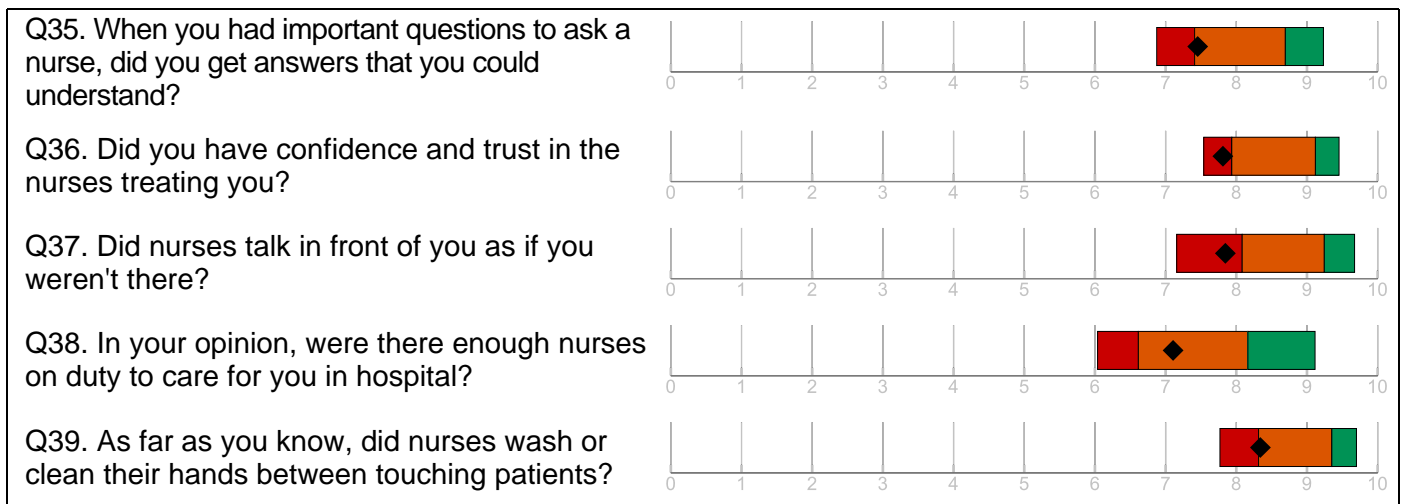 Q35. When you had important questions to ask a
nurse, did you get answers that you could
understand?
0 1 2 3 4 5 6 7 8 9 10
Q36. Did you have confidence and trust in the
nurses treating you?
0 1 2 3 4 5 6 7 8 9 10
Q37. Did nurses talk in front of you as if you
weren't there?
0 1 2 3 4 5 6 7 8 9 10
Q38. In your opinion, were there enough nurses
on duty to care for you in hospital?
0 1 2 3 4 5 6 7 8 9 10
Q39. As far as you know, did nurses wash or
clean their hands between touching patients?
0 1 2 3 4 5 6 7 8 9 10